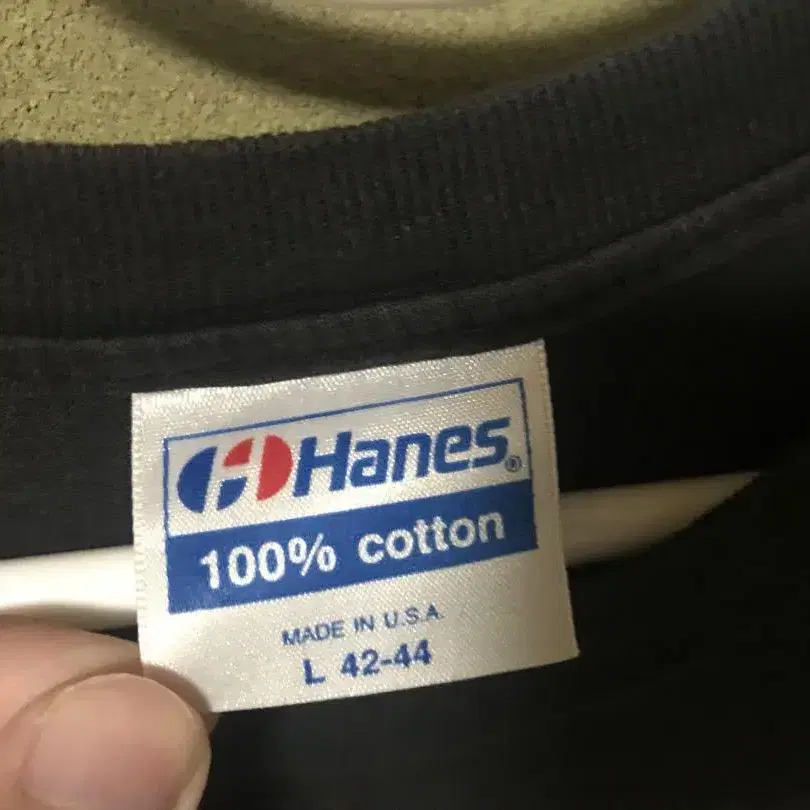 Hanes®
100% cotton
MADE IN U.S.A.
L 42-44